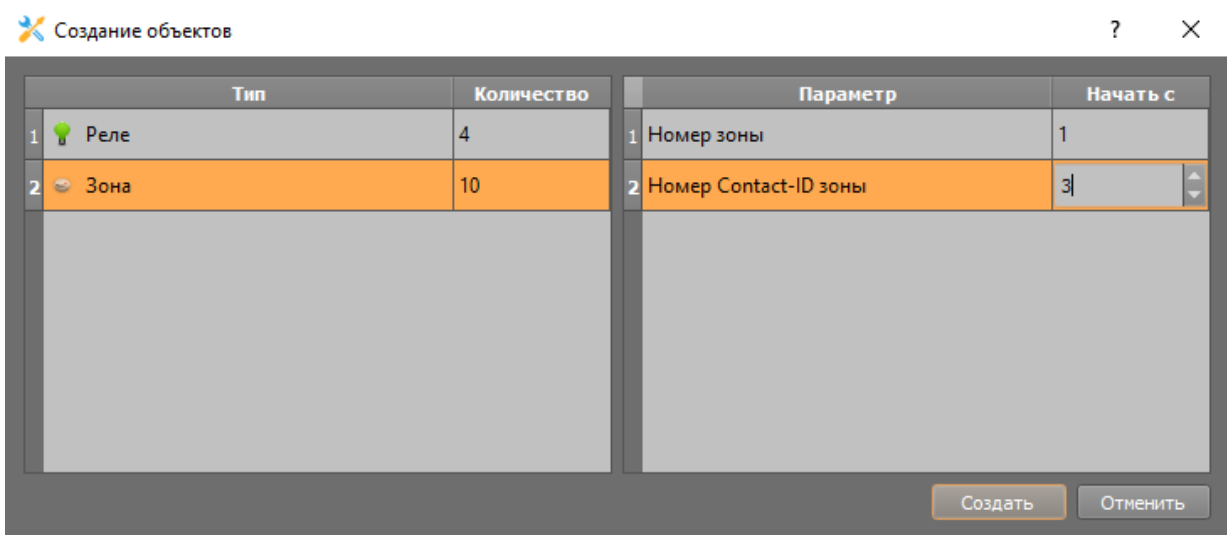 Создание объектов ?
Тип Количество Параметр Начать с
1 Реле 4 1 Номер зоны 1
2 Зона 10 2 Номер Contact-ID зоны 3
Создать Отменить